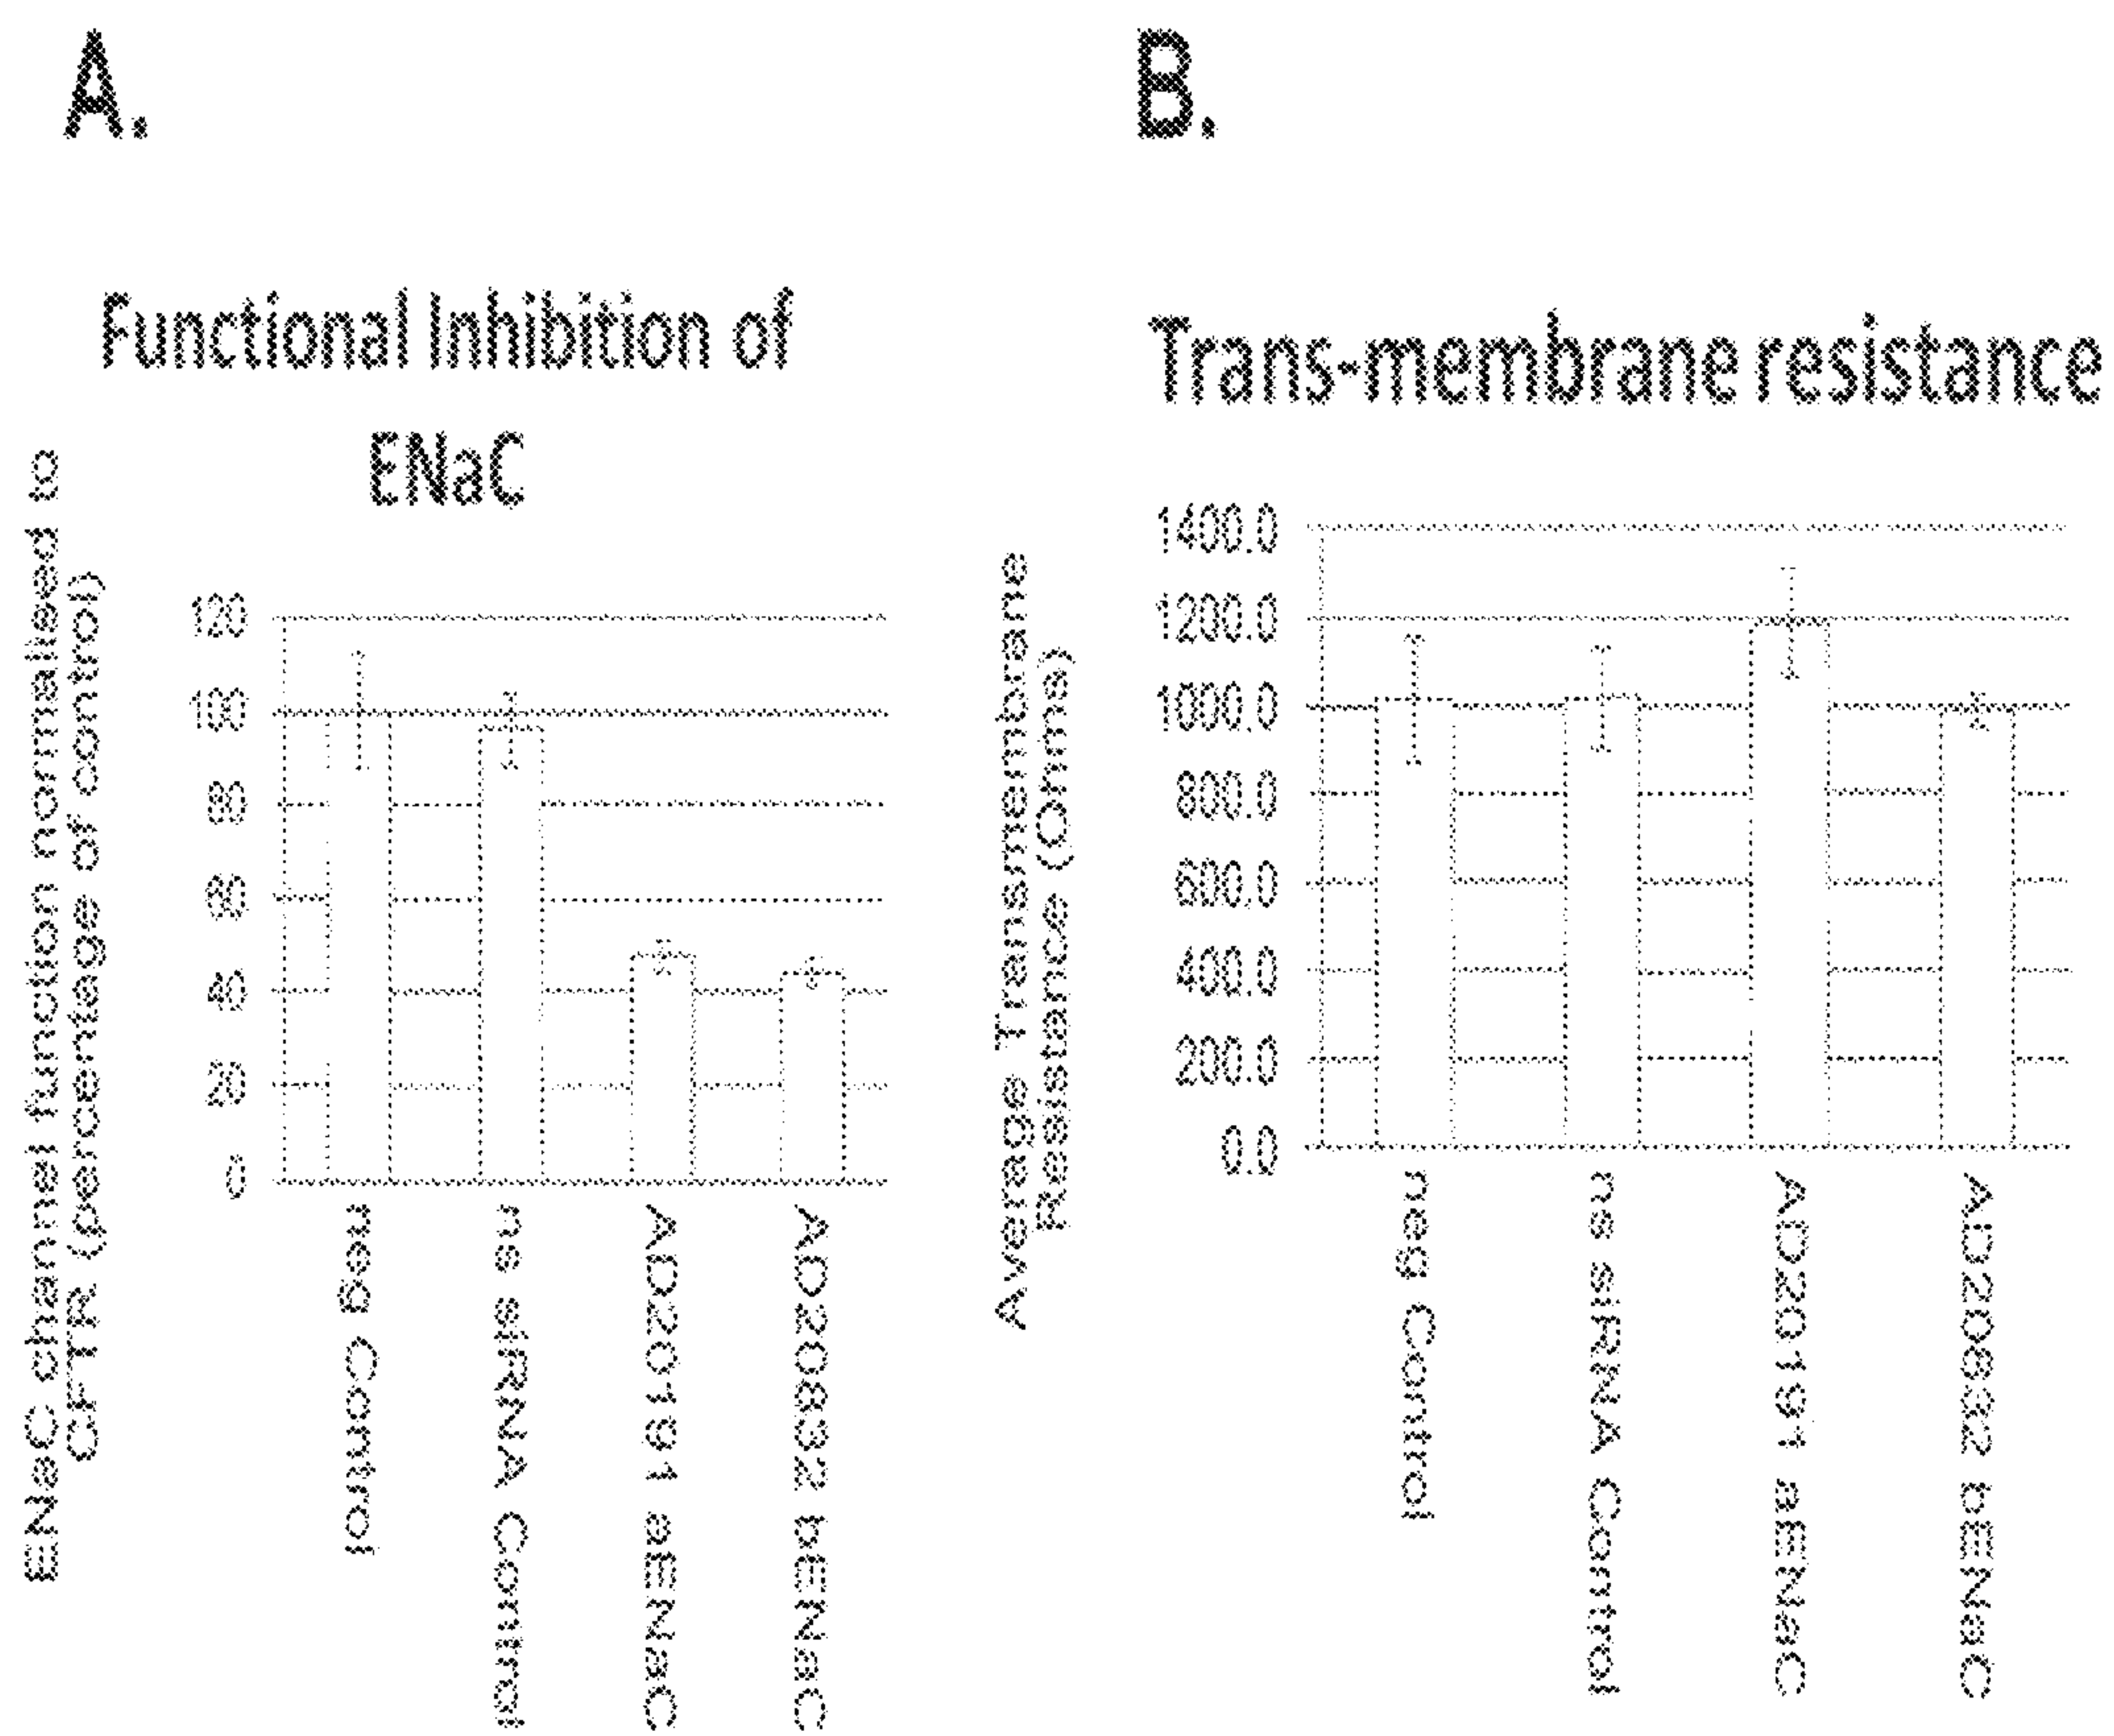 A.
Functional Inhibition of
ENaC
ENaC channel function normalised to
CFTR (percentage of control)
120
100
80
60
40
20
0
neg Control
ns siRNA Control
AD20191 aENaC
AD20832 bENaC
B.
Trans-membrane resistance
Average Transmembrane
Resistance (Ohms)
1400.0
1200.0
1000.0
800.0
600.0
400.0
200.0
0.0
neg Control
ns siRNA Control
AD20191 aENaC
AD20832 bENaC